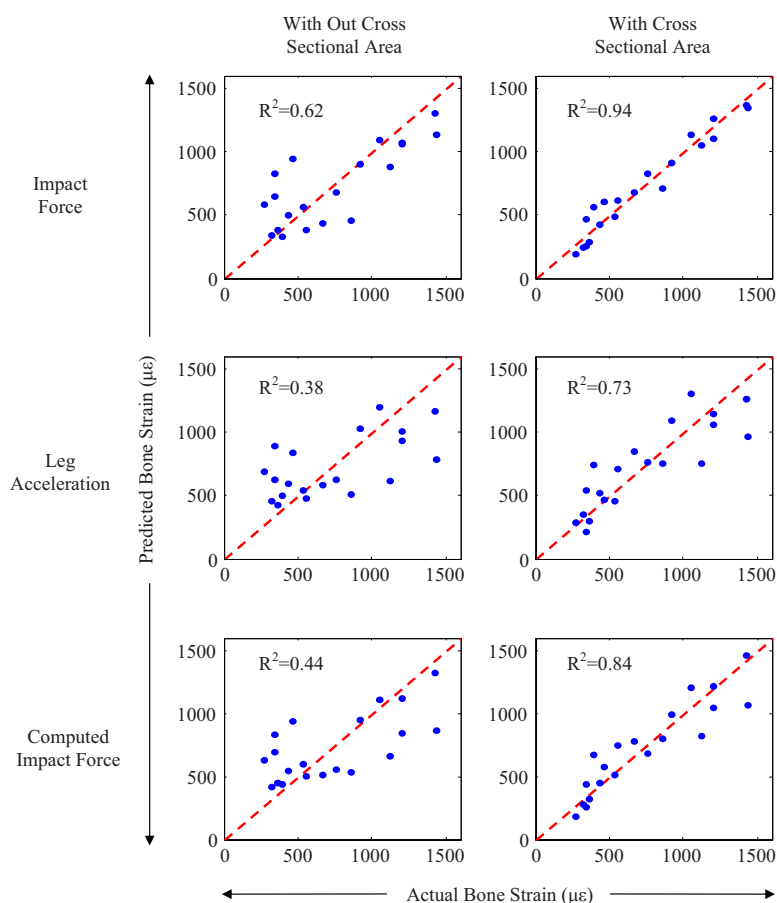 With Out Cross
Sectional Area
With Cross
Sectional Area
Impact
Force
Leg
Acceleration
Computed
Impact Force
Predicted Bone Strain (με)
1500
1000
500
0
R²=0.62
0
500
1000
1500
1500
1000
500
0
R²=0.94
0
500
1000
1500
1500
1000
500
0
R²=0.38
0
500
1000
1500
1500
1000
500
0
R²=0.73
0
500
1000
1500
1500
1000
500
0
R²=0.44
0
500
1000
1500
1500
1000
500
0
R²=0.84
0
500
1000
1500
Actual Bone Strain (με)